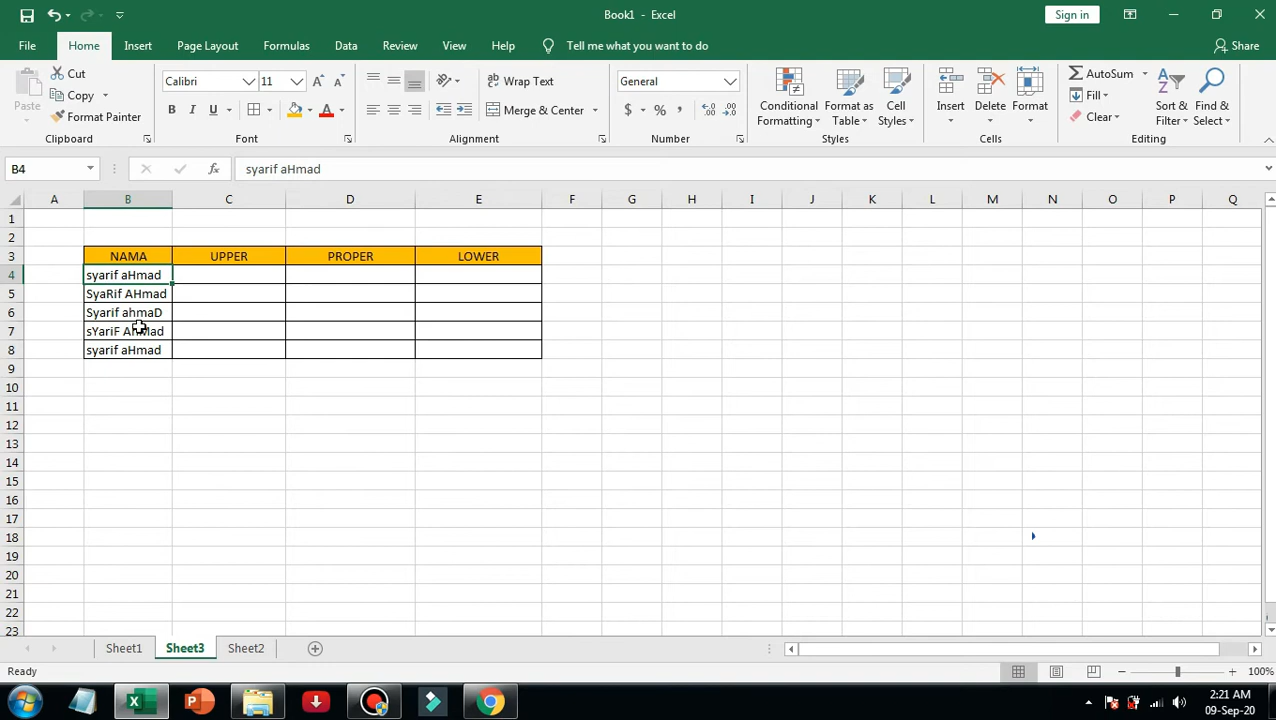 Book1 - Excel
Sign in
File Home Insert Page Layout Formulas Data Review View Help Tell me what you want to do Share
Paste
Cut
Copy
Format Painter
Clipboard
Calibri 11
B I U
Font
Wrap Text
Merge & Center
Alignment
General
$ % ,
Number
Conditional Formatting
Format as Table
Cell Styles
Styles
Insert Delete Format
Cells
AutoSum
Fill
Clear
Sort & Filter
Find & Select
Editing
B4 fx syarif aHmad
A B C D E F G H I J K L M N O P Q
1
2
3 NAMA UPPER PROPER LOWER
4 syarif aHmad
5 SyaRif AHmad
6 Syarif ahmaD
7 sYariF
8 syarif aHmad
9
10
11
12
13
14
15
16
17
18
19
20
21
22
23
Sheet1 Sheet3 Sheet2
Ready 100%
2:21 AM
09-Sep-20